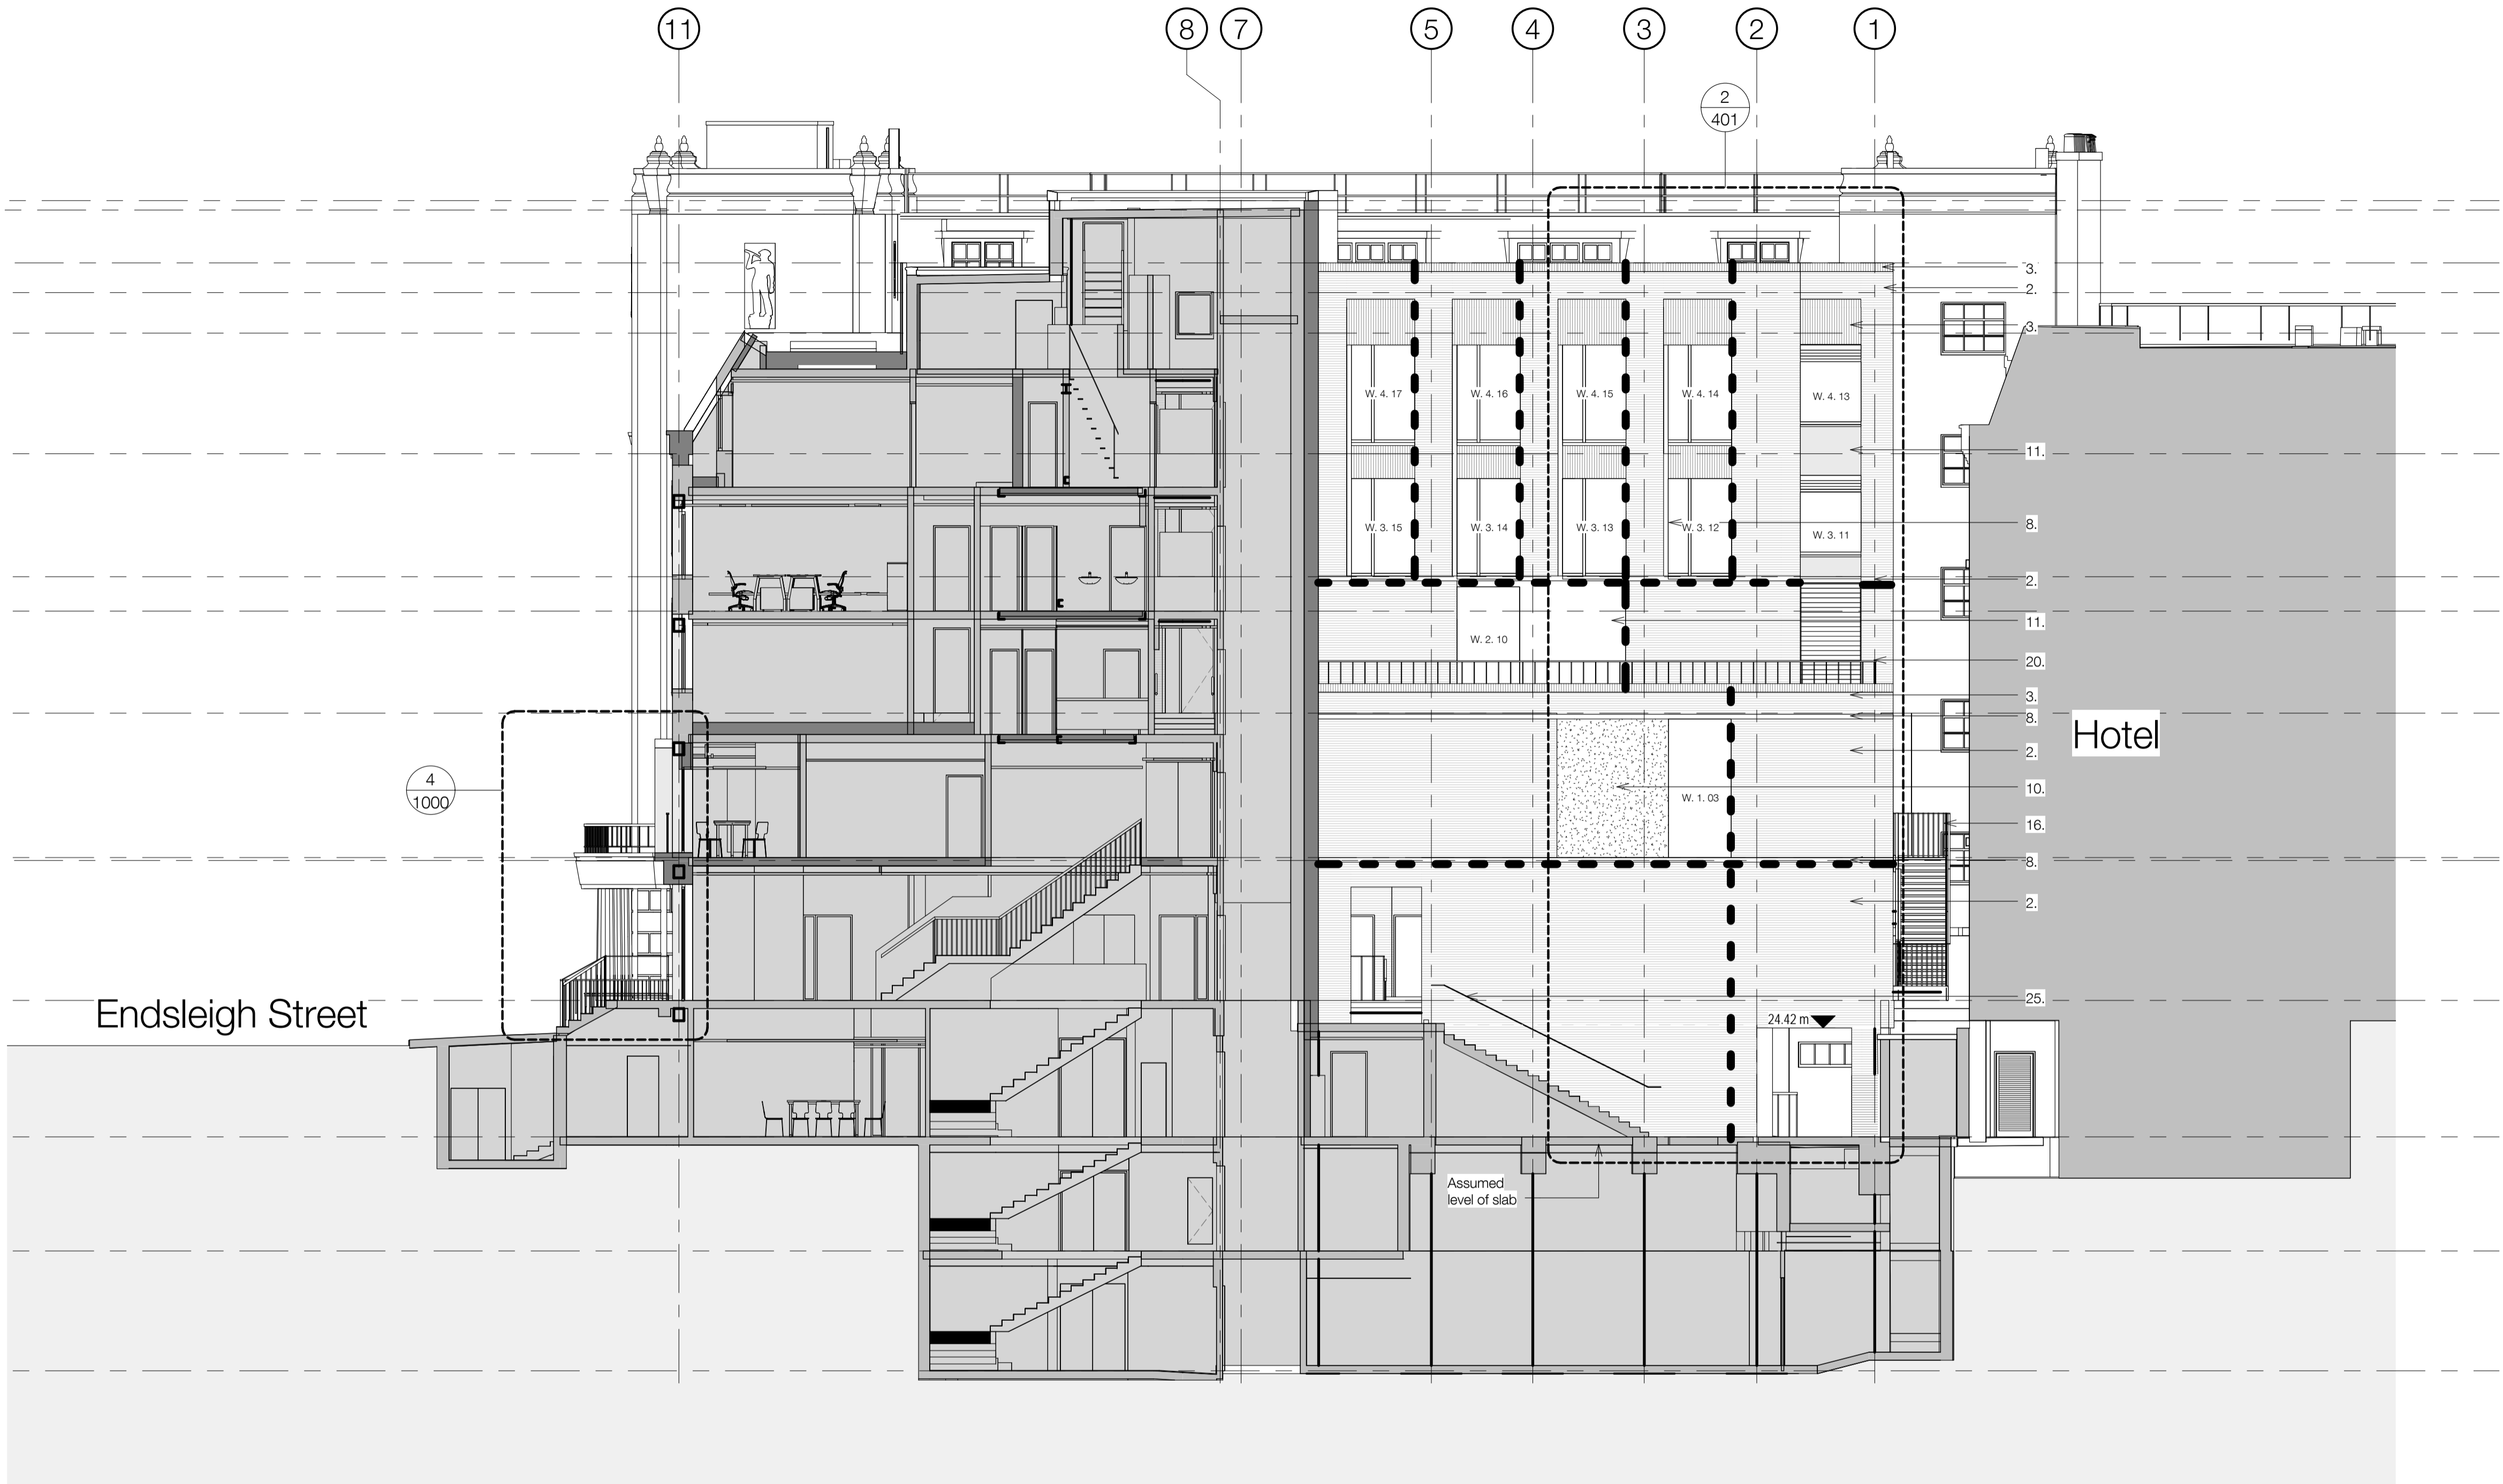 11
8
7
5
4
3
2
1
2
401
3.
2.
3.
W. 4. 17
W. 4. 16
W. 4. 15
W. 4. 14
W. 4. 13
11.
W. 3. 15
W. 3. 14
W. 3. 13
W. 3. 12
W. 3. 11
8.
2.
11.
W. 2. 10
20.
3.
8.
Hotel
2.
4
1000
10.
W. 1. 03
16.
8.
2.
25.
Endsleigh Street
24.42 m
Assumed
level of slab